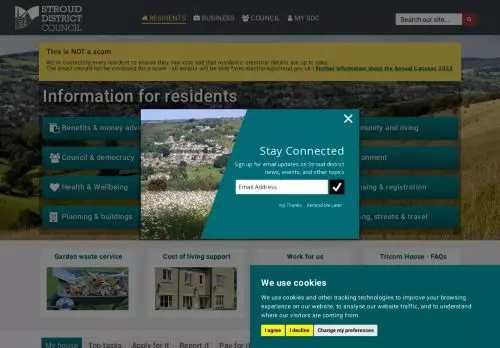 STROUD
DISTRICT
COUNCIL
RESIDENTS
BUSINESS
COUNCIL
MY SDC
Search our site...
This is NOT a scam
We're contacting every resident to ensure they can vote and that residents' electoral details are up to date.
The email should not be confused for a scam - all emails will be sent from elections@stroud.gov.uk | Further information about the Annual Canvass 2023
Information for residents
Benefits & money advi
munity and living
Council & democracy
ronment
Health & Wellbeing
sing & registration
Planning & buildings
ing, streets & travel
Stay Connected
Sign up for email updates on Stroud district
news, events, and other topics
Email Address
No Thanks
Remind Me Later
Garden waste service
Cost of living support
Work for us
Tricorn House - FAQs
We use cookies
We use cookies and other tracking technologies to improve your browsing
experience on our website, to analyse our website traffic, and to understand
where our visitors are coming from.
I agree
I decline
Change my preferences
My house
Top tasks
Apply for it
Report it
Pay for it